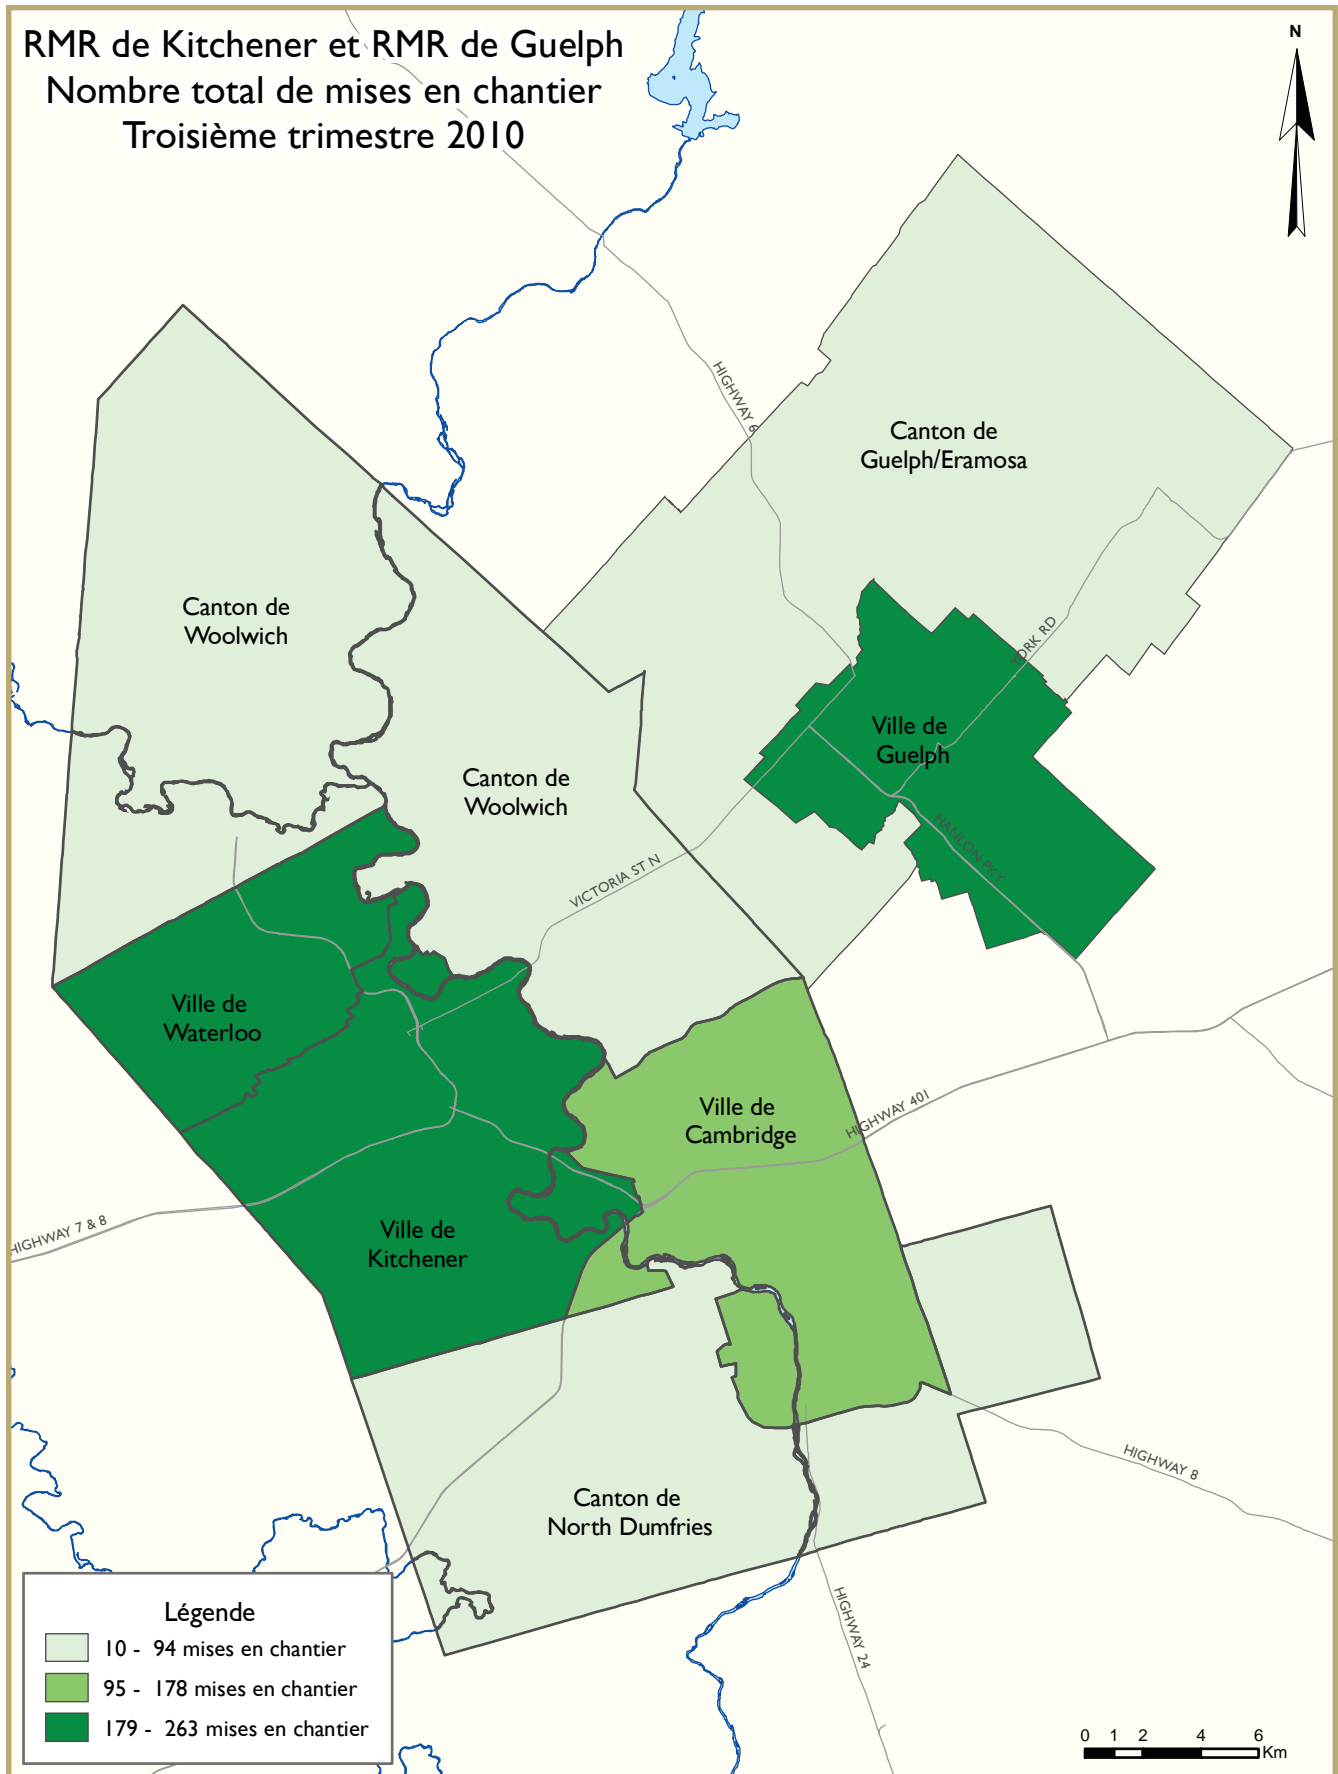 RMR de Kitchener et RMR de Guelph
Nombre total de mises en chantier
Troisième trimestre 2010
N
HIGHWAY 6
Canton de
Guelph/Eramosa
Canton de
Woolwich
YORK RD
Ville de
Guelph
Canton de
Woolwich
HANLON PKY
VICTORIA ST N
Ville de
Waterloo
Ville de
Cambridge
HIGHWAY 401
Ville de
Kitchener
HIGHWAY 7 & 8
HIGHWAY 8
Canton de
North Dumfries
HIGHWAY 24
Légende
10 - 94 mises en chantier
95 - 178 mises en chantier
179 - 263 mises en chantier
0 1 2 4 6
Km